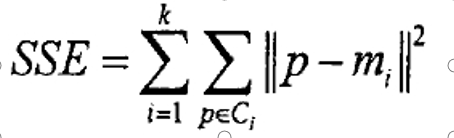 SSE = \sum_{i=1}^{k} \sum_{p \in C_i} \| p - m_i \|^2